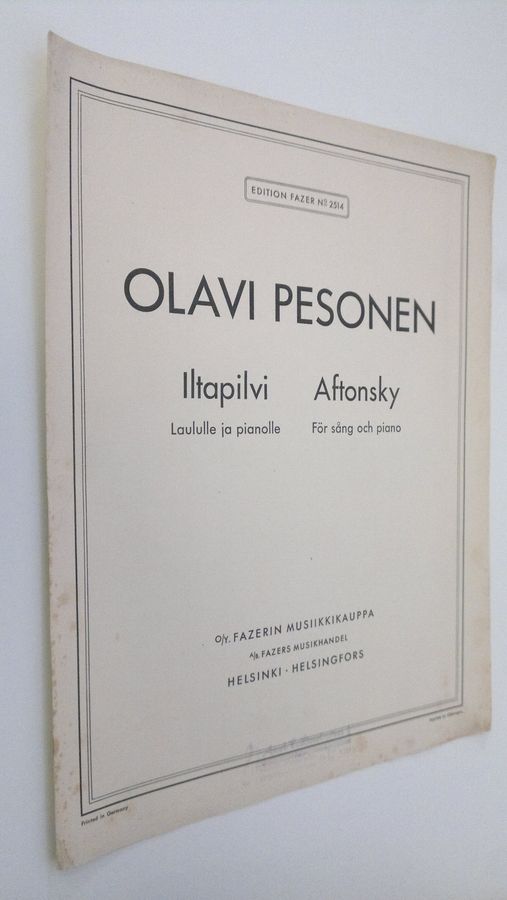 EDITION FAZER Nº 2514
OLAVI PESONEN
Iltapilvi Aftonsky
Laululle ja pianolle För sång och piano
O/Y. FAZERIN MUSIIKKIKAUPPA
A/B. FAZERS MUSIKHANDEL
HELSINKI · HELSINGFORS
Printed in Germany